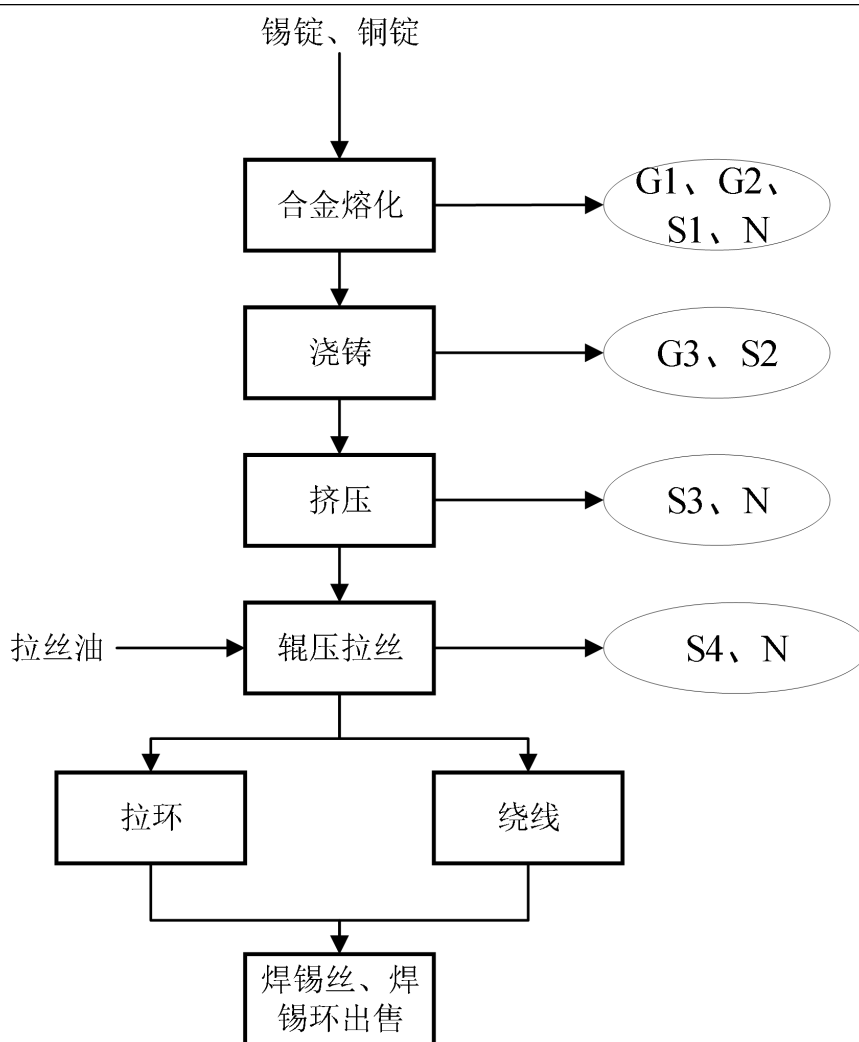 锡锭、铜锭
合金熔化
G1、G2、
S1、N
浇铸
G3、S2
挤压
S3、N
拉丝油
辊压拉丝
S4、N
拉环
绕线
焊锡丝、焊
锡环出售